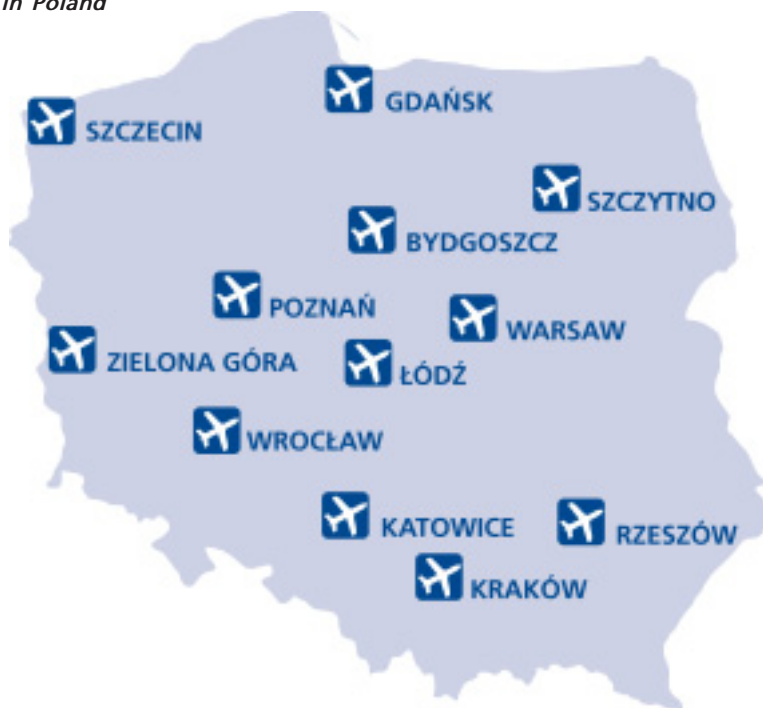 in Poland
GDAŃSK
SZCZECIN
SZCZYTNO
BYDGOSZCZ
POZNAŃ
WARSAW
ZIELONA GÓRA
ŁÓDŹ
WROCŁAW
KATOWICE
RZESZÓW
KRAKÓW